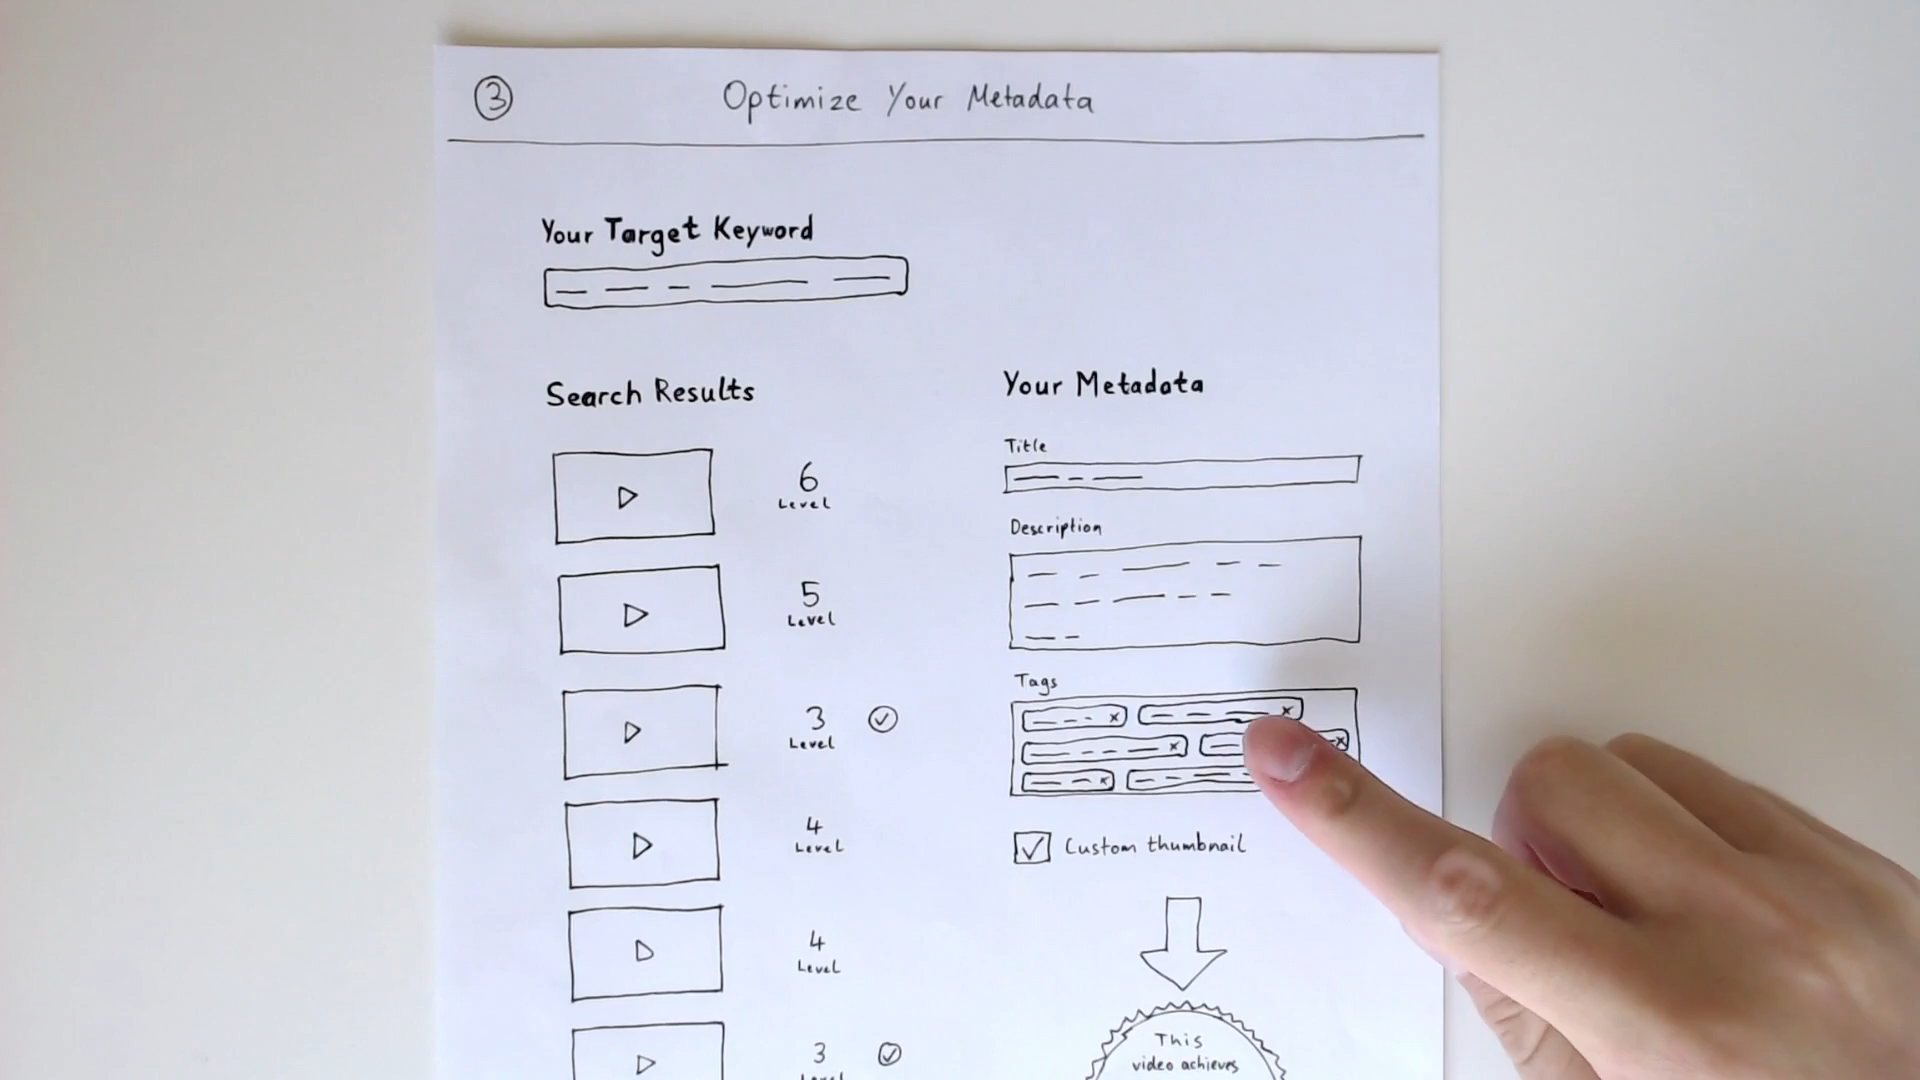 3
Optimize Your Metadata
Your Target Keyword
Search Results
6
Level
5
Level
3
Level
4
Level
4
Level
3
Level
Your Metadata
Title
Description
Tags
x
x
x
x
x
Custom thumbnail
This
video achieves